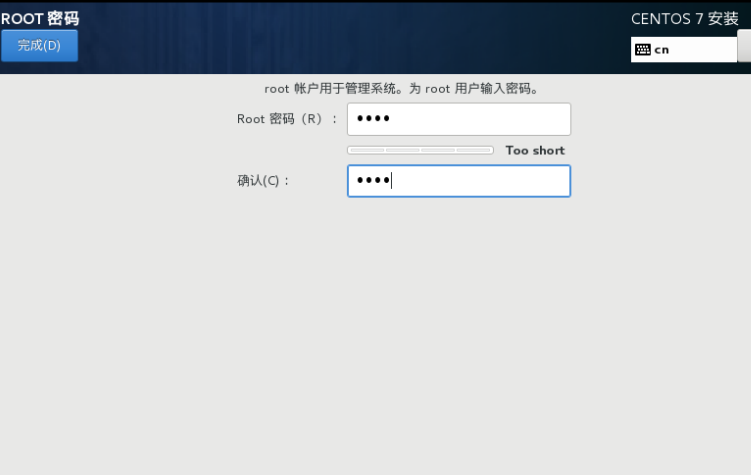 ROOT 密码
CENTOS 7 安装
完成(D)
cn
root 帐户用于管理系统。为 root 用户输入密码。
Root 密码（R）：
••••
Too short
确认(C)：
••••